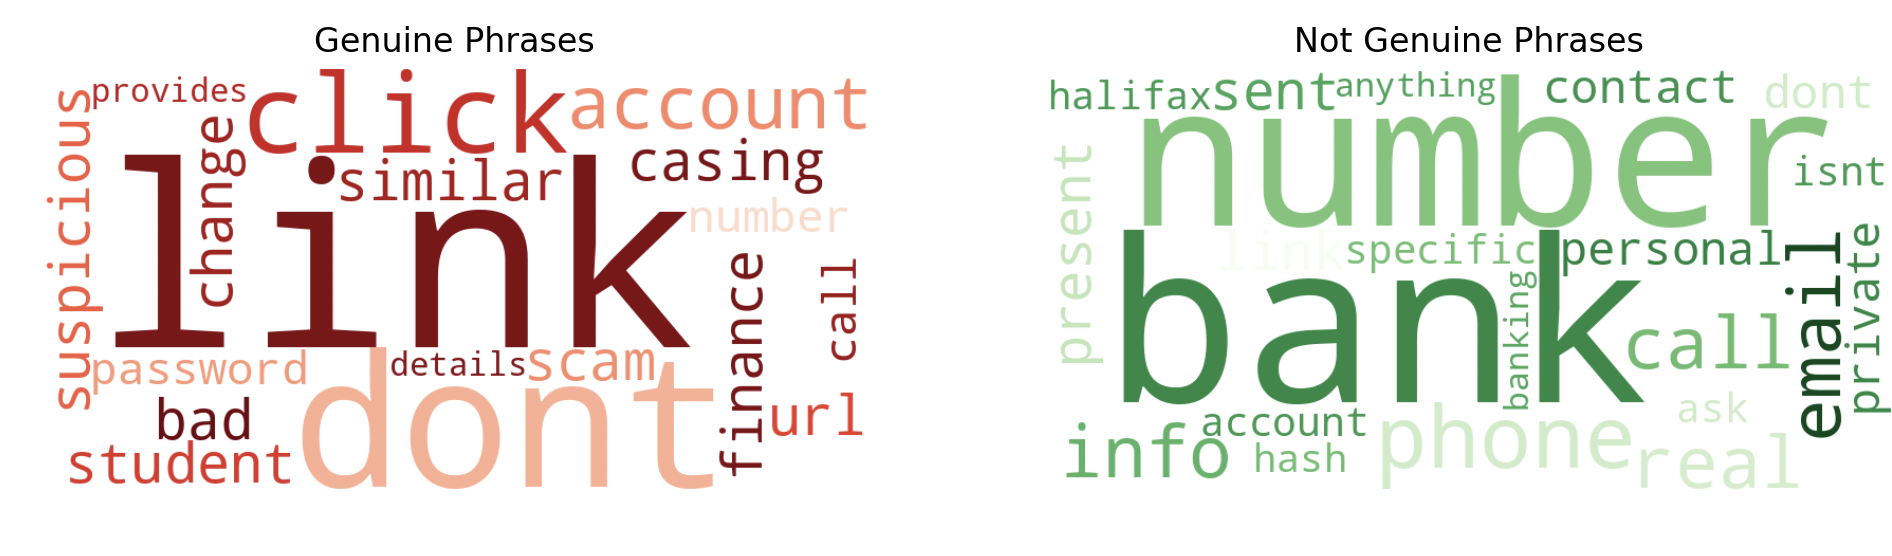 Genuine Phrases
provides
click
account
suspicious
change
similar
casing
link
number
finance
call
password
details
scam
dont
bad
url
student
Not Genuine Phrases
halifax
sent
anything
contact
dont
number
present
isnt
link
specific
personal
bank
banking
email
private
call
account
info
hash
phone
ask
real